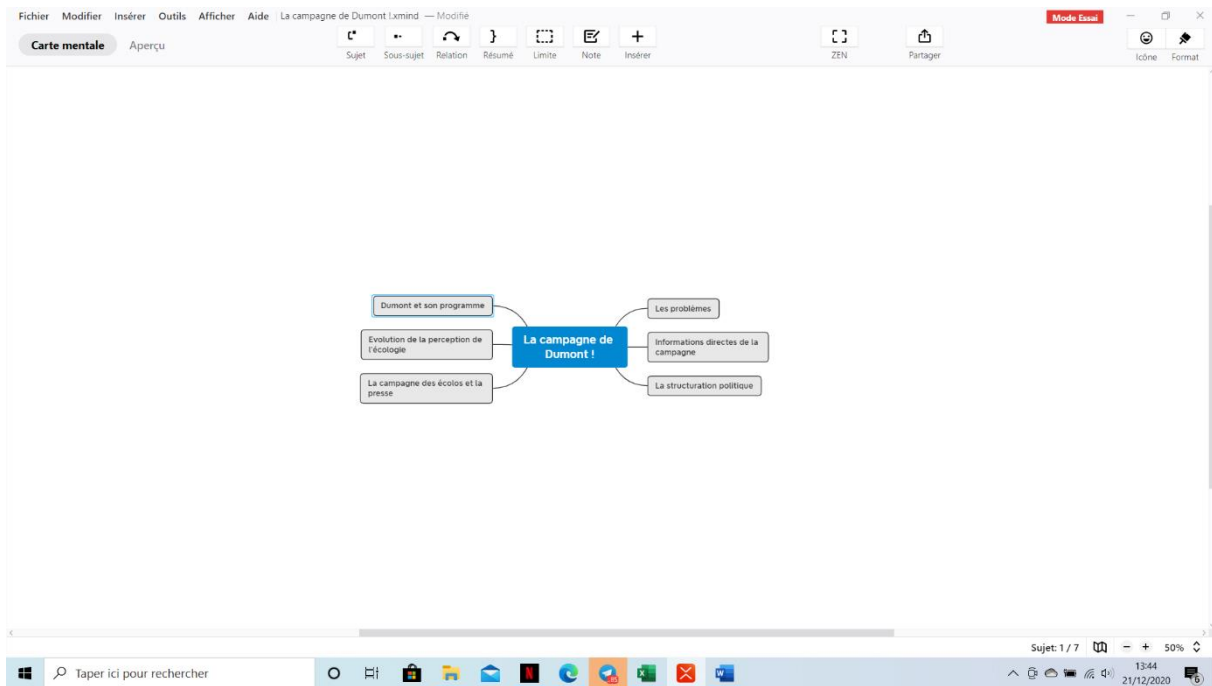 Fichier Modifier Insérer Outils Afficher Aide La campagne de Dumont I.xmind — Modifié
Mode Essai
Carte mentale Aperçu
Sujet Sous-sujet Relation Résumé Limite Note Insérer ZEN Partager Icône Format
Dumont et son programme
Evolution de la perception de
l'écologie
La campagne des écolos et la
presse
La campagne de
Dumont !
Les problèmes
Informations directes de la
campagne
La structuration politique
Sujet: 1 / 7 50%
Taper ici pour rechercher
13:44
21/12/2020